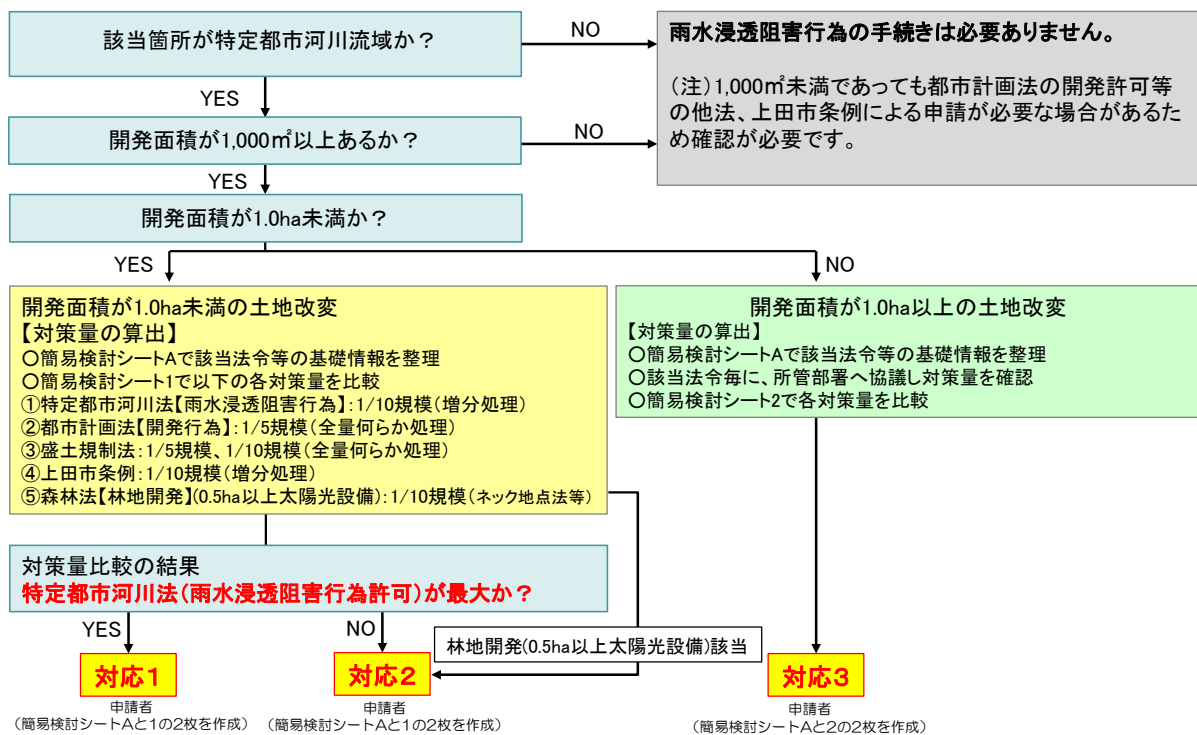 該当箇所が特定都市河川流域か？
NO
雨水浸透阻害行為の手続きは必要ありません。
（注）1,000㎡未満であっても都市計画法の開発許可等
の他法、上田市条例による申請が必要な場合があるた
め確認が必要です。
YES
開発面積が1,000㎡以上あるか？
NO
YES
開発面積が1.0ha未満か？
YES
NO
開発面積が1.0ha未満の土地改変
【対策量の算出】
○簡易検討シートAで該当法令等の基礎情報を整理
○簡易検討シート1で以下の各対策量を比較
①特定都市河川法【雨水浸透阻害行為】：1/10規模（増分処理）
②都市計画法【開発行為】：1/5規模（全量何らか処理）
③盛土規制法：1/5規模、1/10規模（全量何らか処理）
④上田市条例：1/10規模（増分処理）
⑤森林法【林地開発】（0.5ha以上太陽光設備）：1/10規模（ネック地点法等）
開発面積が1.0ha以上の土地改変
【対策量の算出】
○簡易検討シートAで該当法令等の基礎情報を整理
○該当法令毎に、所管部署へ協議し対策量を確認
○簡易検討シート2で各対策量を比較
対策量比較の結果
特定都市河川法（雨水浸透阻害行為許可）が最大か？
YES
NO
林地開発（0.5ha以上太陽光設備）該当
対応１
対応２
対応３
申請者
（簡易検討シートAと1の2枚を作成）
申請者
（簡易検討シートAと1の2枚を作成）
申請者
（簡易検討シートAと2の2枚を作成）